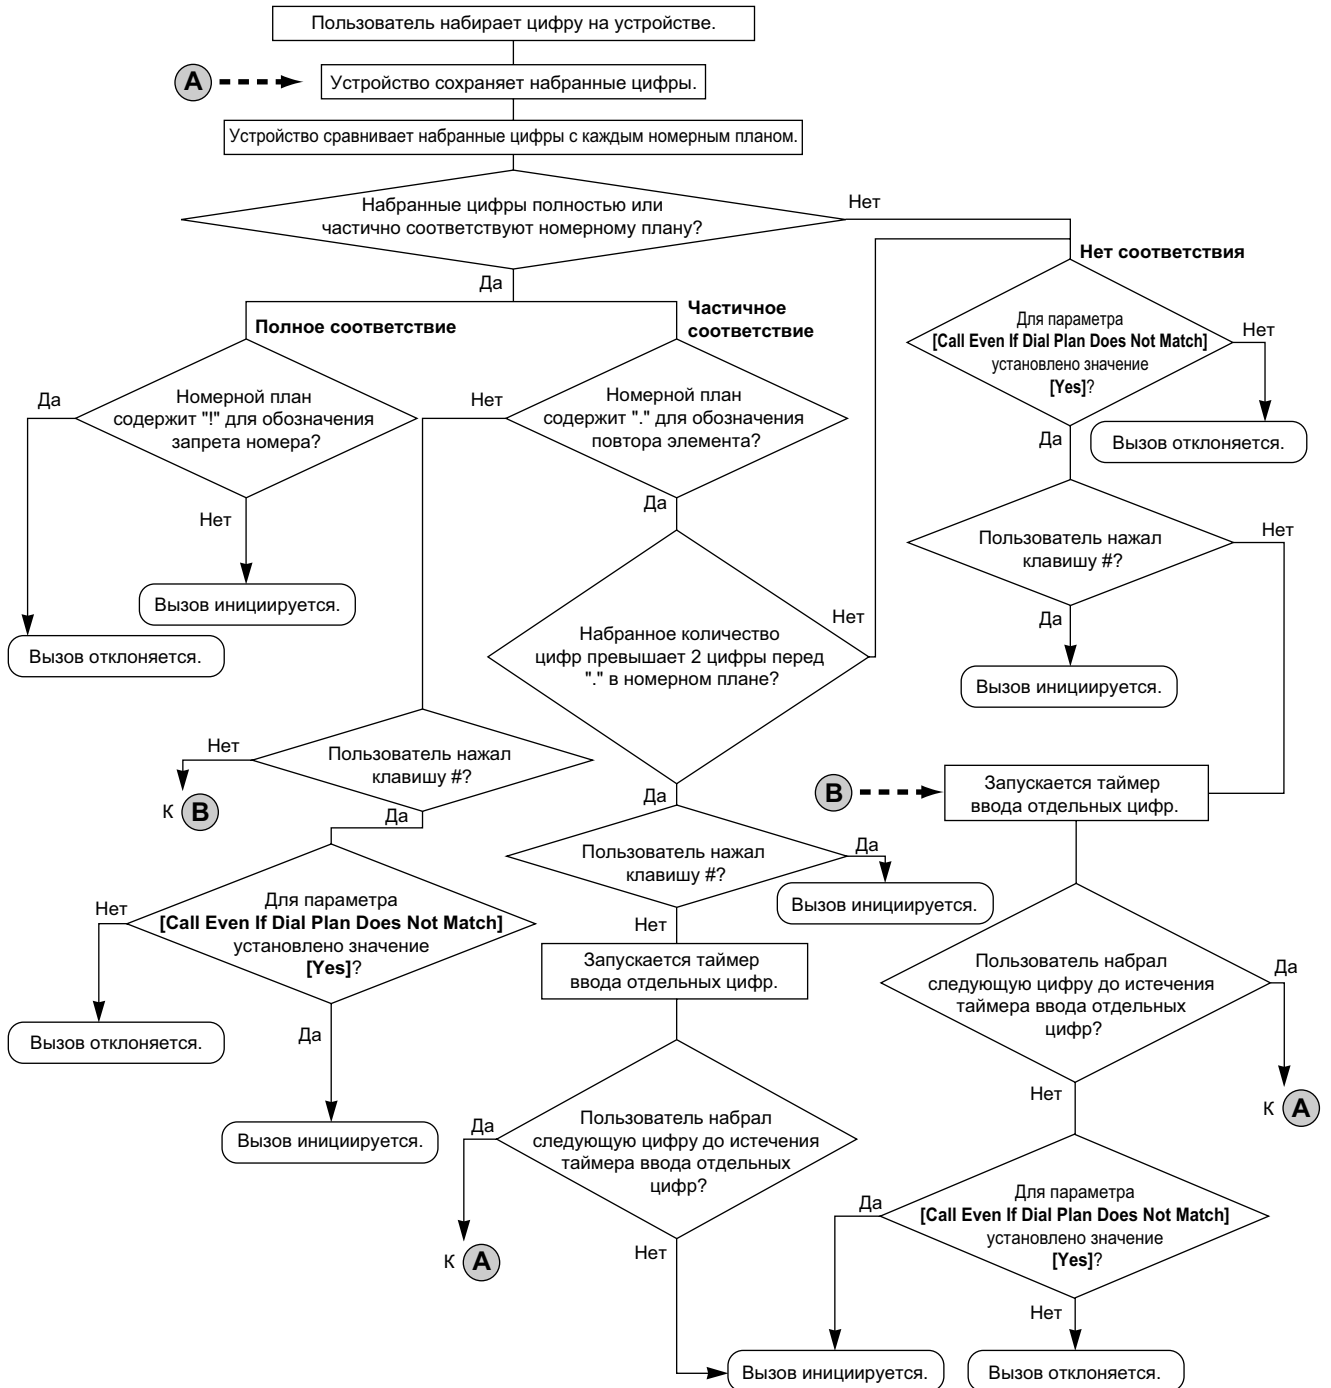 Пользователь набирает цифру на устройстве.
A
Устройство сохраняет набранные цифры.
Устройство сравнивает набранные цифры с каждым номерным планом.
Набранные цифры полностью или
частично соответствуют номерному плану?
Нет
Да
Нет соответствия
Полное соответствие
Частичное
соответствие
Для параметра
[Call Even If Dial Plan Does Not Match]
установлено значение
[Yes]?
Нет
Да
Вызов отклоняется.
Да
Номерной план
содержит "!" для обозначения
запрета номера?
Нет
Вызов инициируется.
Вызов отклоняется.
Нет
Номерной план
содержит "." для обозначения
повтора элемента?
Да
Пользователь нажал
клавишу #?
Нет
Да
Вызов инициируется.
Набранное количество
цифр превышает 2 цифры перед
"." в номерном плане?
Нет
Да
Нет
Пользователь нажал
клавишу #?
К B
Да
B
Запускается таймер
ввода отдельных цифр.
Пользователь нажал
клавишу #?
Да
Вызов инициируется.
Нет
Нет
Для параметра
[Call Even If Dial Plan Does Not Match]
установлено значение
[Yes]?
Вызов отклоняется.
Да
Вызов инициируется.
Запускается таймер
ввода отдельных цифр.
Пользователь набрал
следующую цифру до истечения
таймера ввода отдельных
цифр?
Да
К A
Нет
Да
Пользователь набрал
следующую цифру до истечения
таймера ввода отдельных
цифр?
К A
Нет
Да
Для параметра
[Call Even If Dial Plan Does Not Match]
установлено значение
[Yes]?
Нет
Вызов инициируется.
Вызов отклоняется.